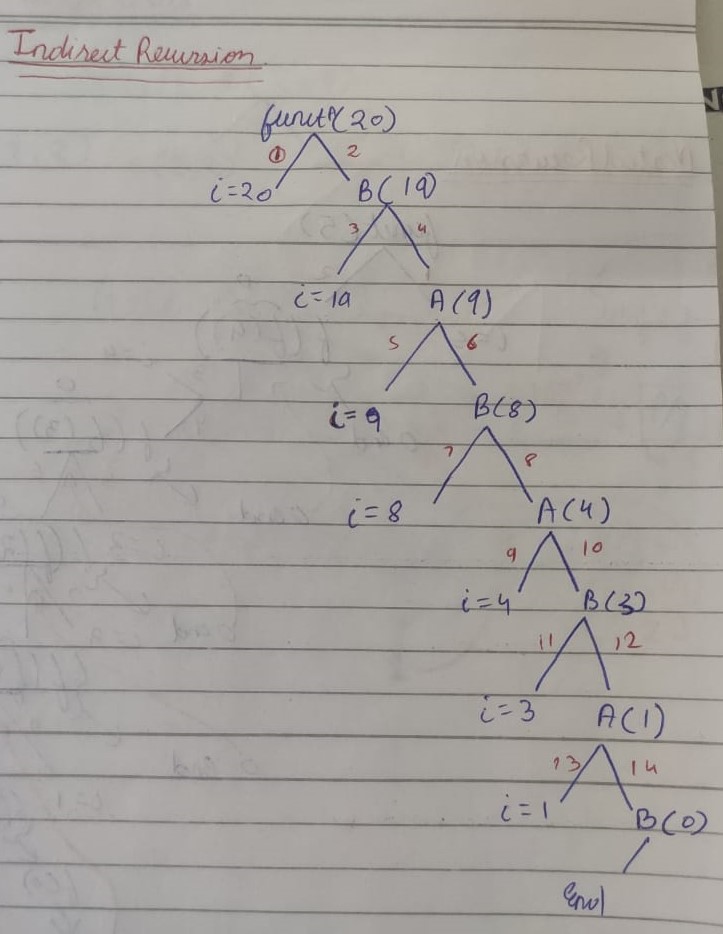 Indirect Recursion
funcA(20)
① 2
i=20 B(19)
3 4
i=19 A(9)
5 6
i=9 B(8)
7 8
i=8 A(4)
9 10
i=4 B(3)
11 12
i=3 A(1)
13 14
i=1 B(0)
End